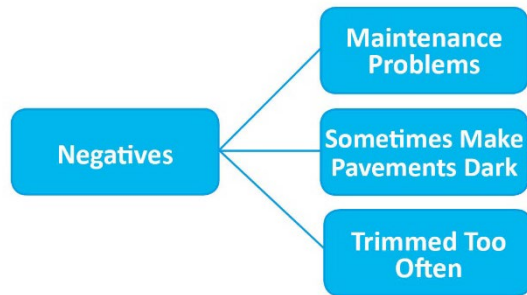 Negatives
Maintenance
Problems
Sometimes Make
Pavements Dark
Trimmed Too
Often